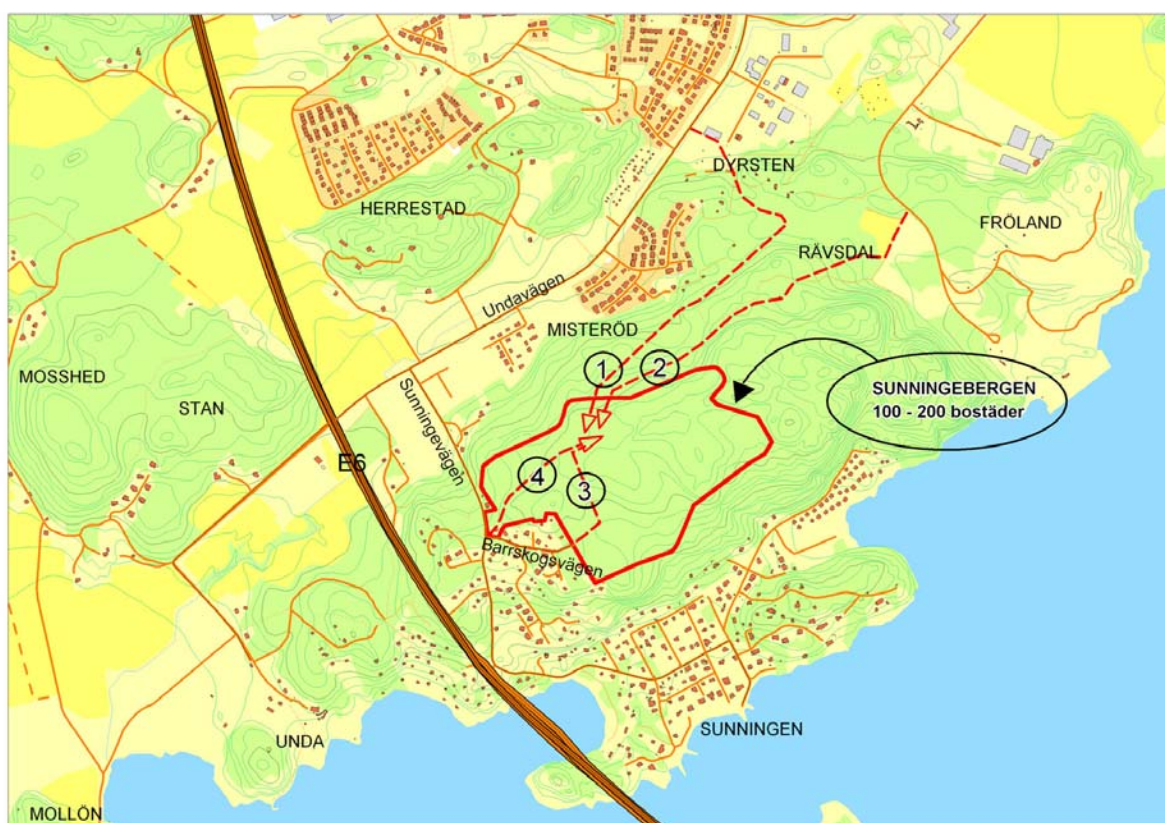 DYRSTEN
HERRESTAD
FRÖLAND
RÄVSDAL
Undavägen
MISTERÖD
MOSSHED
STAN
1
2
SUNNINGEBERGEN
100 - 200 bostäder
Sunningevägen
E6
4
3
Barrskogsvägen
UNDA
SUNNINGEN
MOLLÖN